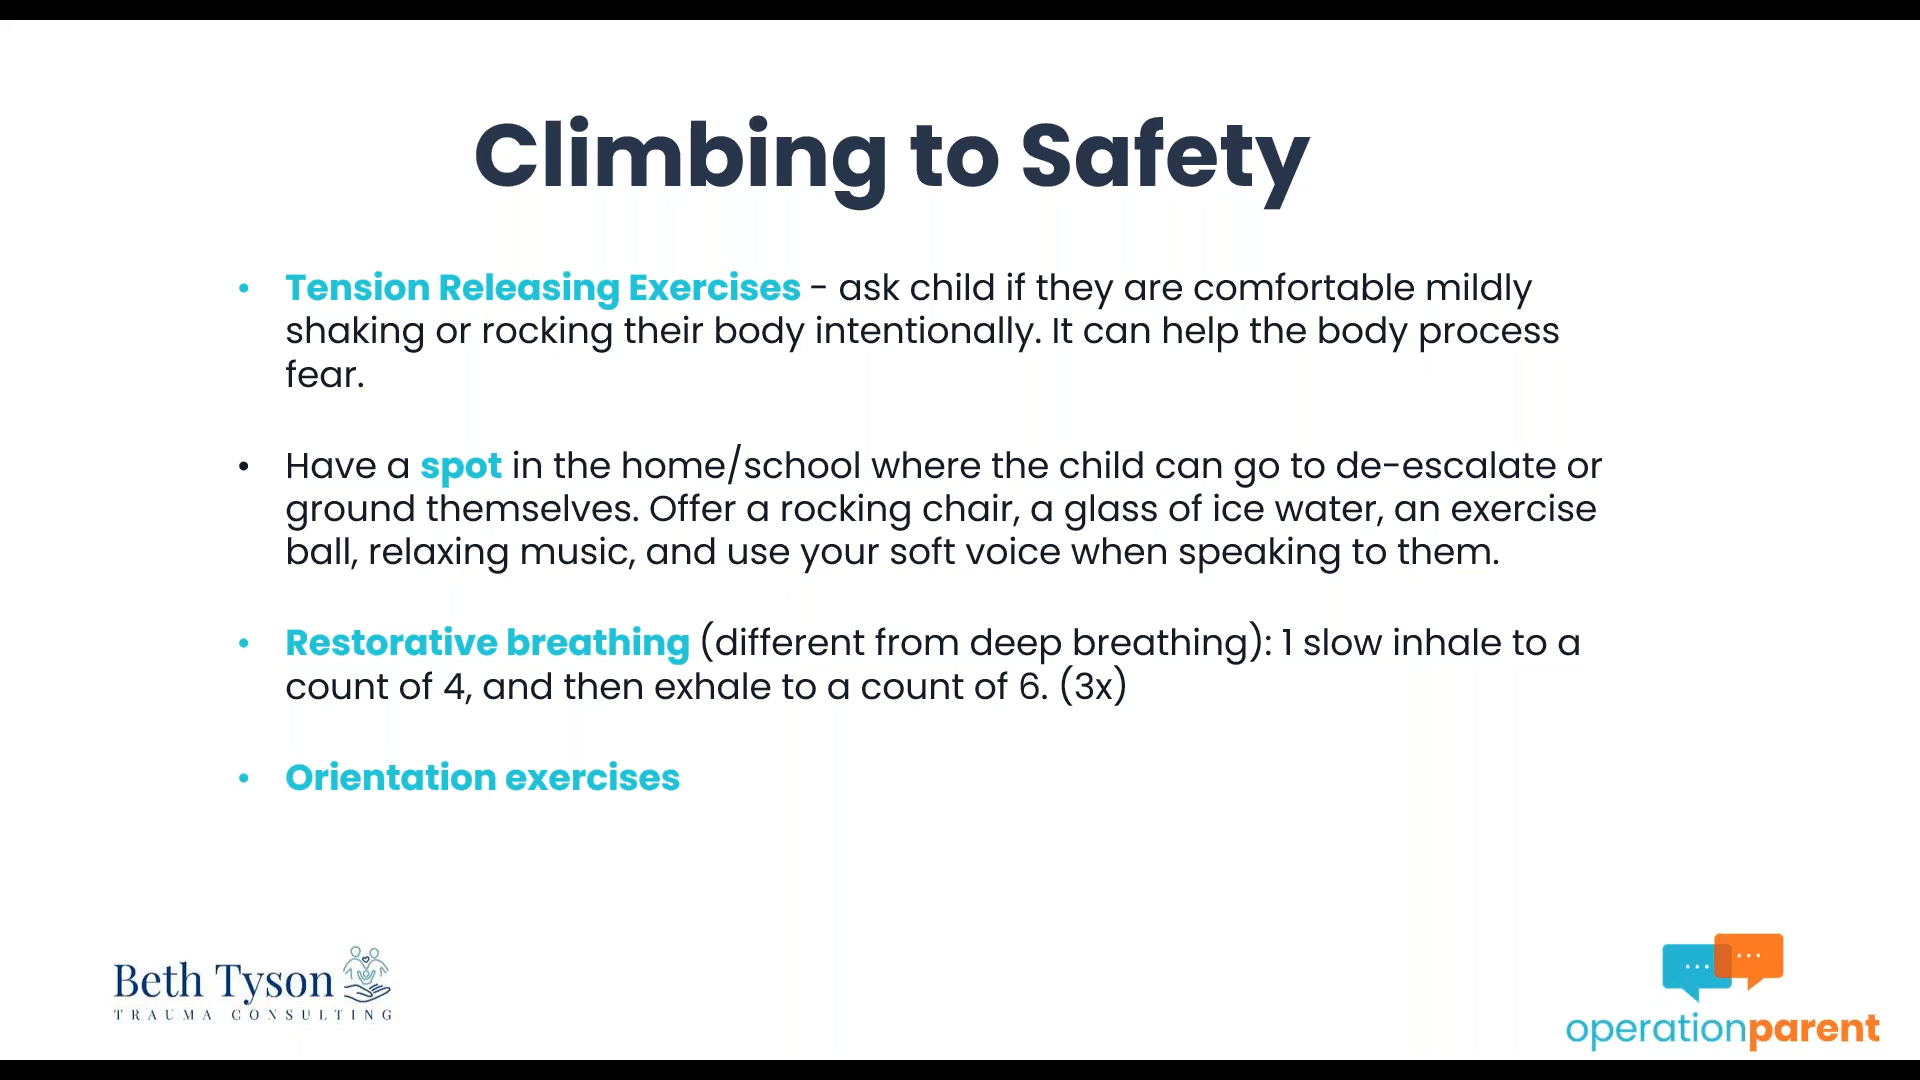 Climbing to Safety
• Tension Releasing Exercises - ask child if they are comfortable mildly
shaking or rocking their body intentionally. It can help the body process
fear.
• Have a spot in the home/school where the child can go to de-escalate or
ground themselves. Offer a rocking chair, a glass of ice water, an exercise
ball, relaxing music, and use your soft voice when speaking to them.
• Restorative breathing (different from deep breathing): 1 slow inhale to a
count of 4, and then exhale to a count of 6. (3x)
• Orientation exercises
Beth Tyson
TRAUMA CONSULTING
operationparent